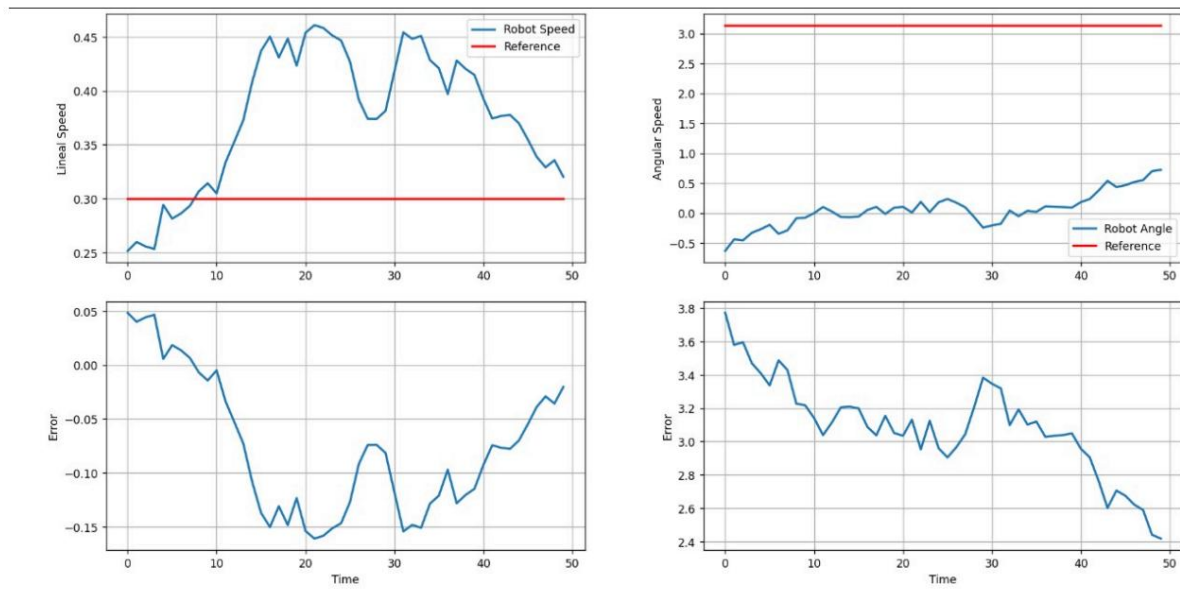 0.45
0.40
0.35
0.30
0.25
Lineal Speed
Robot Speed
Reference
0 10 20 30 40 50
3.0
2.5
2.0
1.5
1.0
0.5
0.0
−0.5
Angular Speed
Robot Angle
Reference
0 10 20 30 40 50
0.05
0.00
−0.05
−0.10
−0.15
Error
0 10 20 30 40 50
Time
3.8
3.6
3.4
3.2
3.0
2.8
2.6
2.4
Error
0 10 20 30 40 50
Time